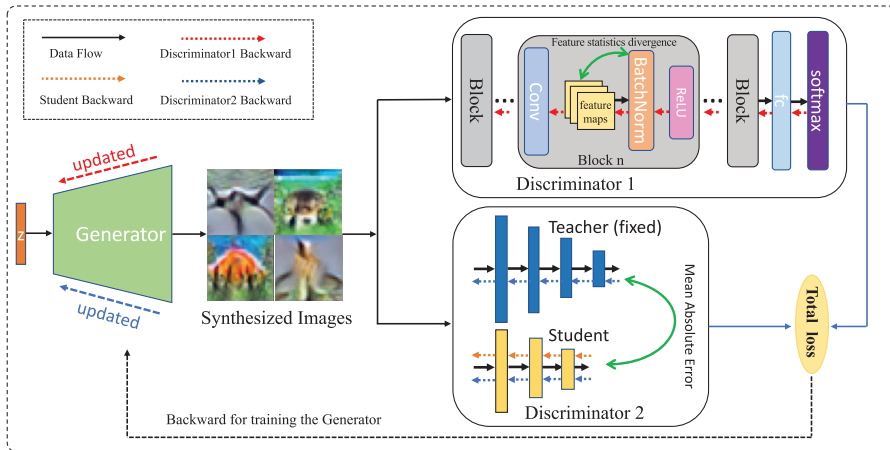 Data Flow
Discriminator1 Backward
Student Backward
Discriminator2 Backward
Feature statistics divergence
Block
...
Conv
feature
maps
BatchNorm
ReLU
Block n
...
Block
fc
softmax
Discriminator 1
updated
z
Generator
updated
Synthesized Images
Teacher (fixed)
Student
Mean Absolute Error
Discriminator 2
Total loss
Backward for training the Generator